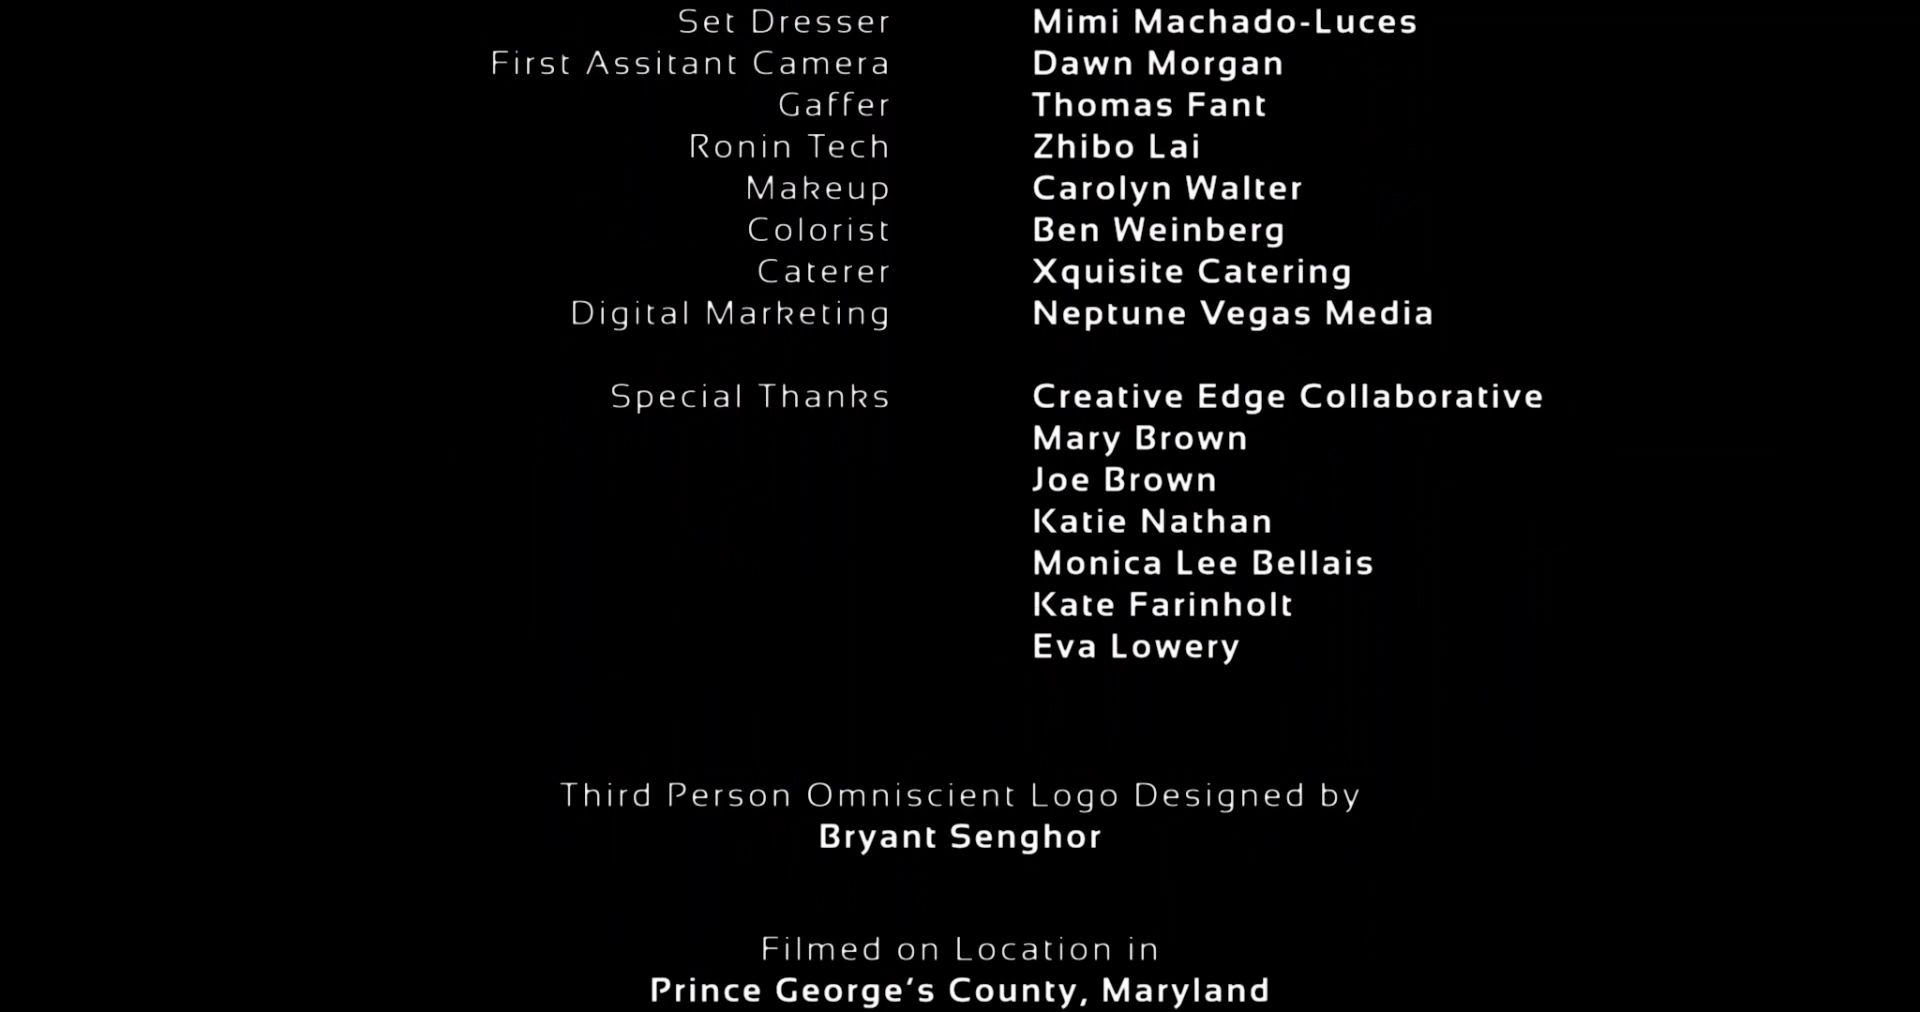 Set Dresser Mimi Machado-Luces
First Assitant Camera Dawn Morgan
Gaffer Thomas Fant
Ronin Tech Zhibo Lai
Makeup Carolyn Walter
Colorist Ben Weinberg
Caterer Xquisite Catering
Digital Marketing Neptune Vegas Media
Special Thanks Creative Edge Collaborative
Mary Brown
Joe Brown
Katie Nathan
Monica Lee Bellais
Kate Farinholt
Eva Lowery
Third Person Omniscient Logo Designed by
Bryant Senghor
Filmed on Location in
Prince George’s County, Maryland